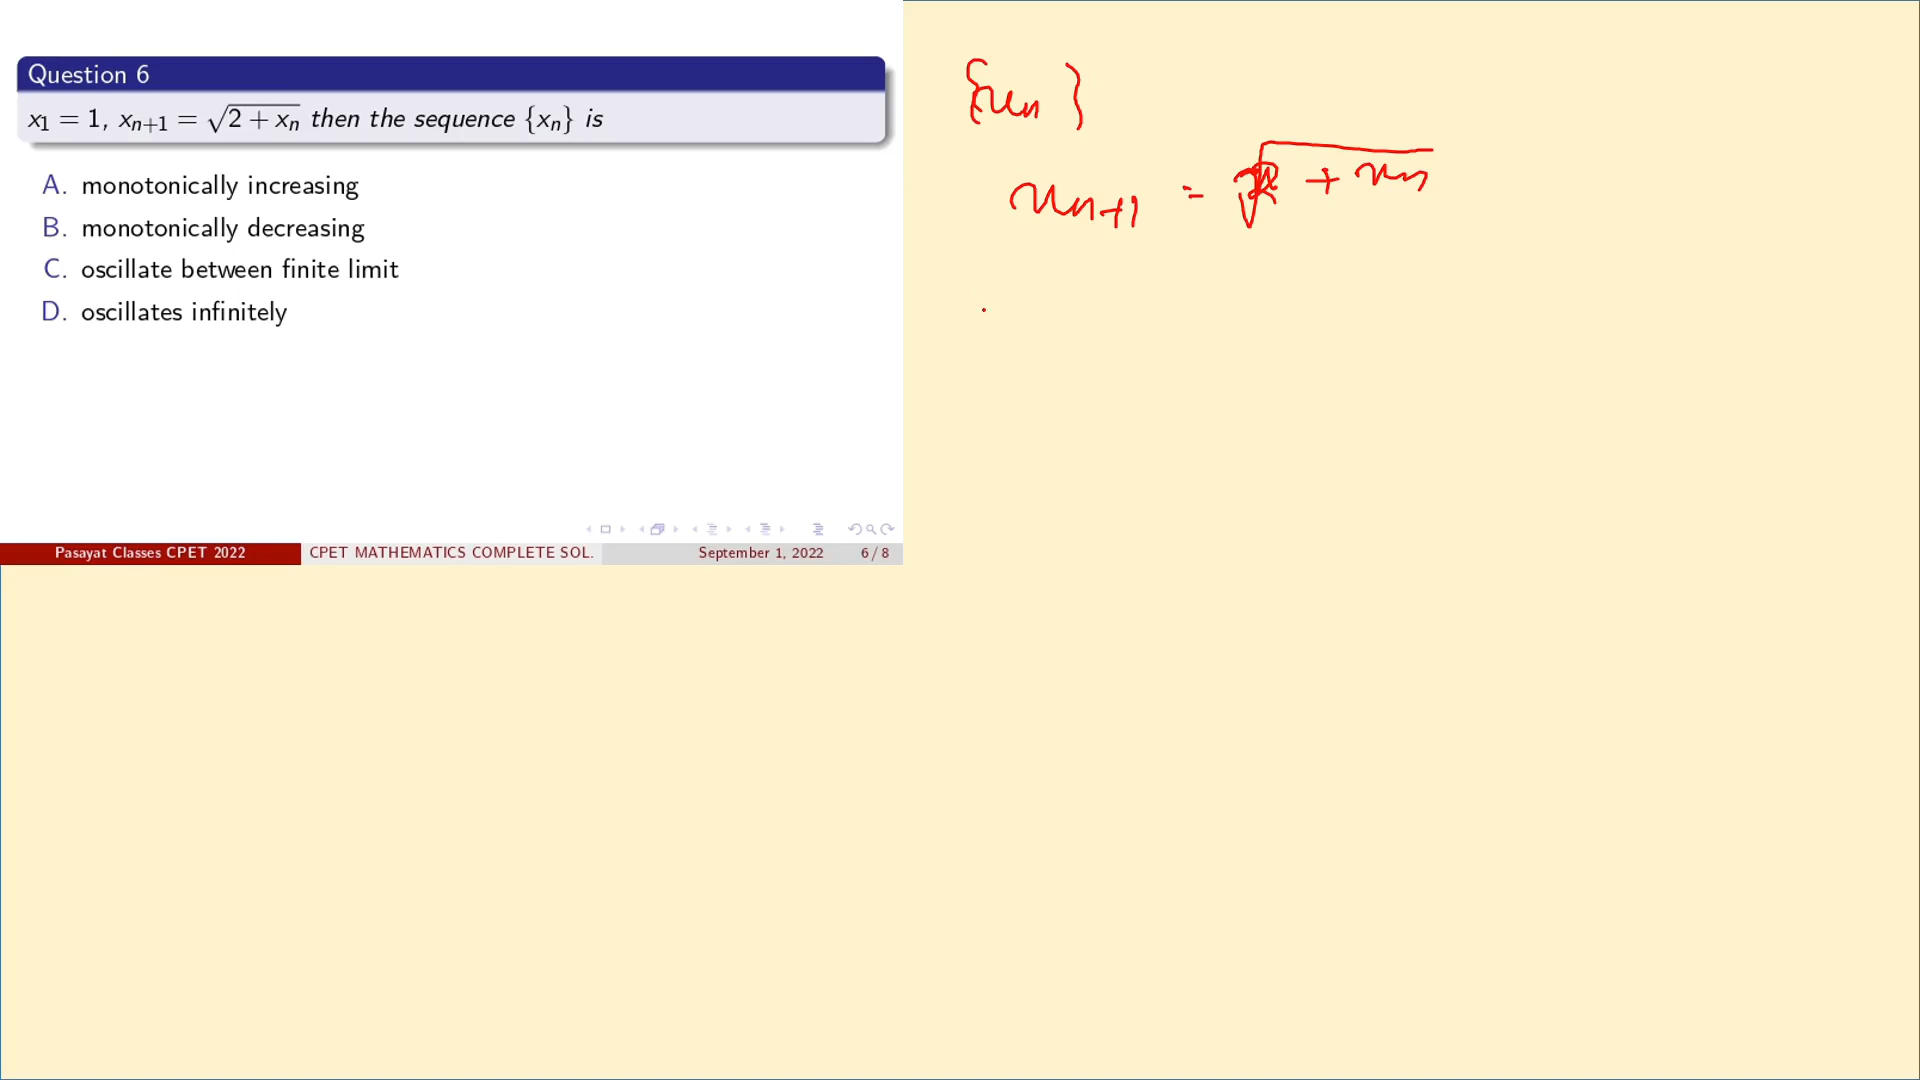 Question 6
x₁ = 1, xₙ₊₁ = √(2 + xₙ) then the sequence {xₙ} is
A. monotonically increasing
B. monotonically decreasing
C. oscillate between finite limit
D. oscillates infinitely
Pasayat Classes CPET 2022 CPET MATHEMATICS COMPLETE SOL. September 1, 2022 6 / 8
{xₙ}
xₙ₊₁ = √(2 + xₙ)